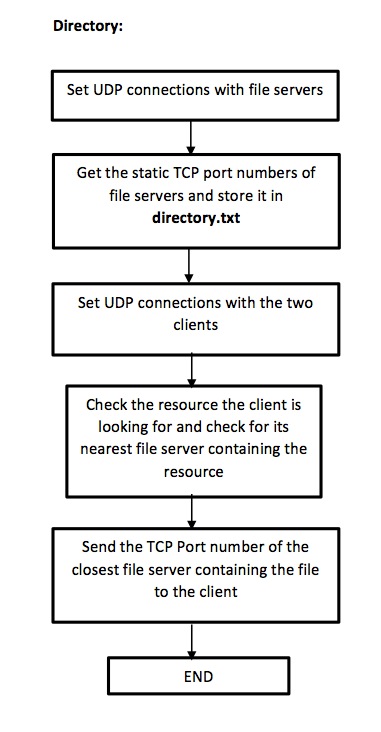 Directory:
Set UDP connections with file servers
Get the static TCP port numbers of
file servers and store it in
directory.txt
Set UDP connections with the two
clients
Check the resource the client is
looking for and check for its
nearest file server containing the
resource
Send the TCP Port number of the
closest file server containing the file
to the client
END